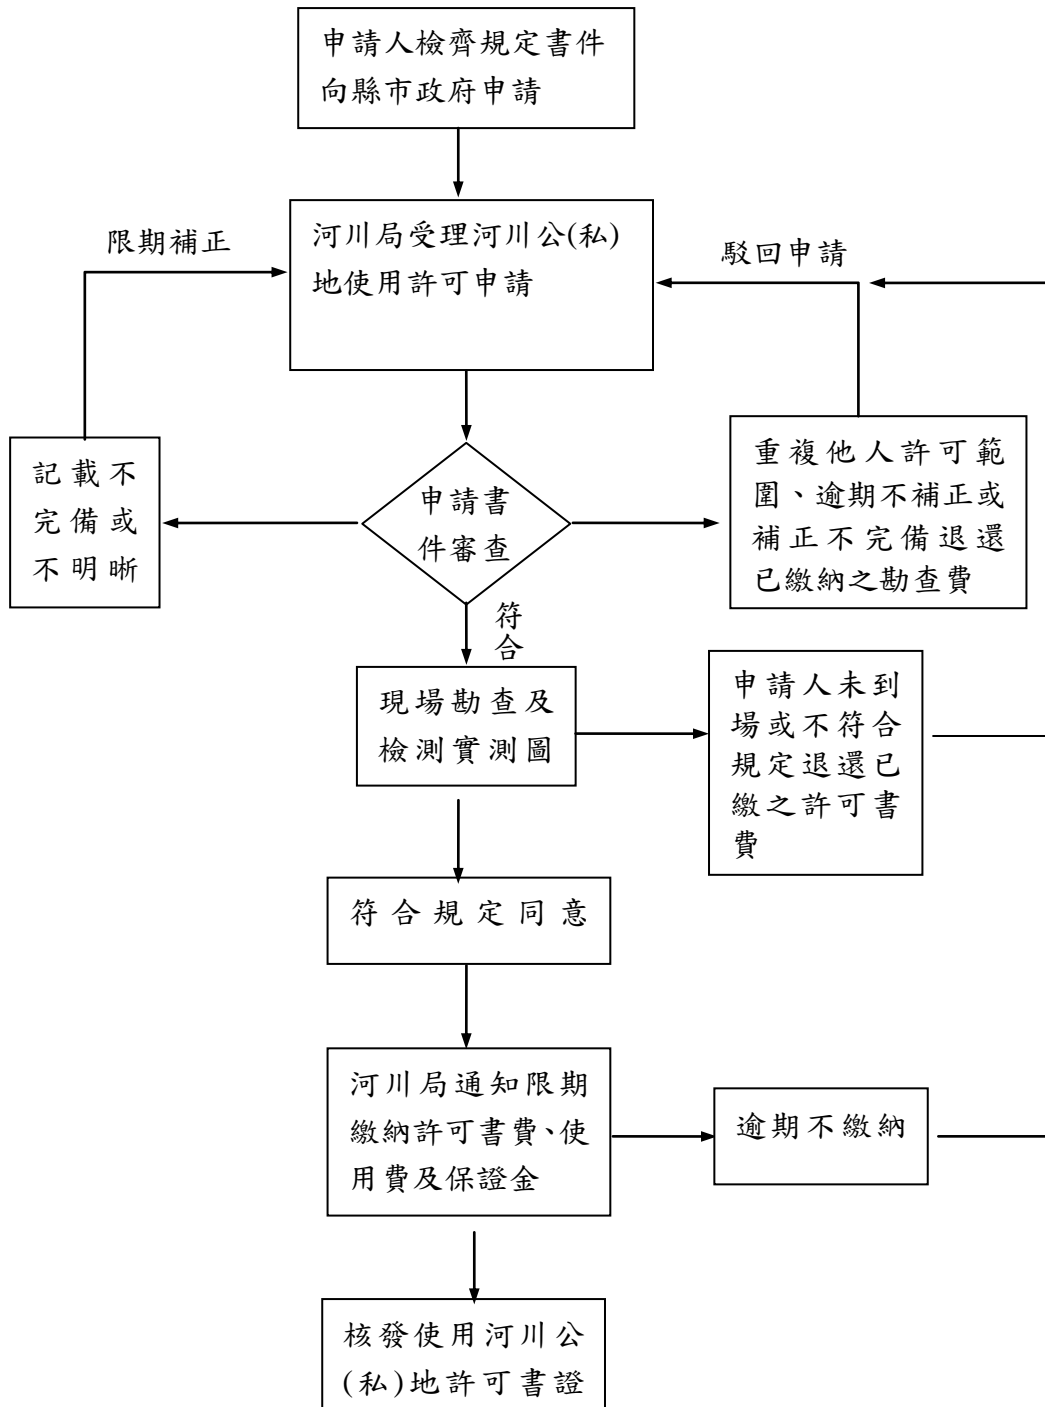 申請人檢齊規定書件
向縣市政府申請
限期補正
河川局受理河川公(私)
地使用許可申請
駁回申請
記載不
完備或
不明晰
申請書
件審查
重複他人許可範
圍、逾期不補正或
補正不完備退還
已繳納之勘查費
符
合
現場勘查及
檢測實測圖
申請人未到
場或不符合
規定退還已
繳之許可書
費
符合規定同意
河川局通知限期
繳納許可書費、使
用費及保證金
逾期不繳納
核發使用河川公
(私)地許可書證